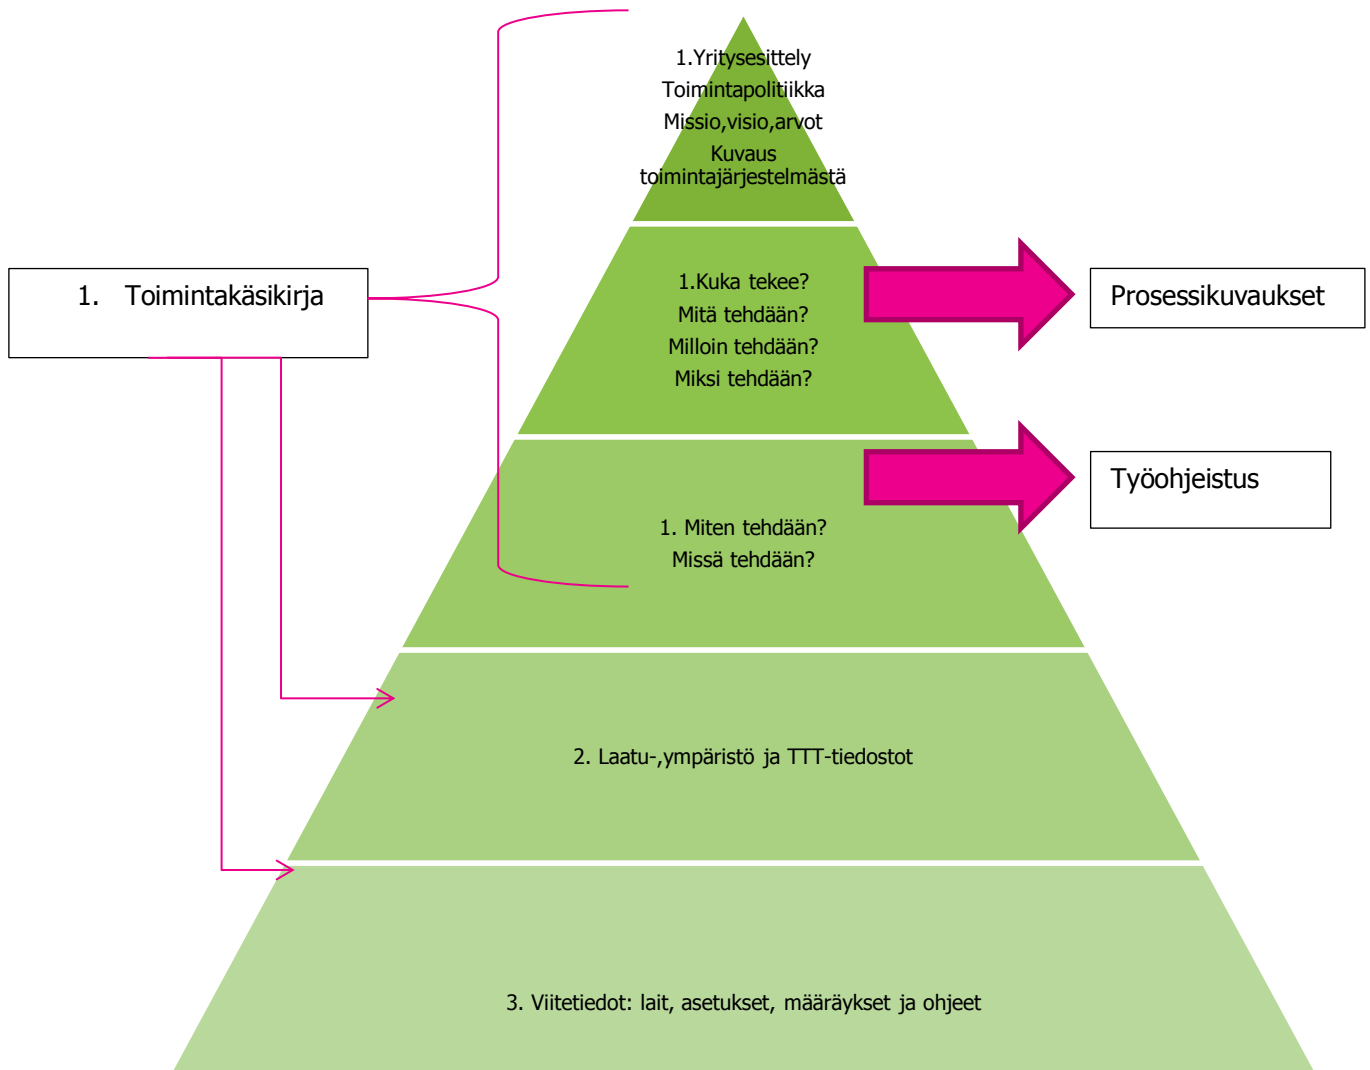 1.Yritysesittely
Toimintapolitiikka
Missio,visio,arvot
Kuvaus
toimintajärjestelmästä
1. Toimintakäsikirja
1.Kuka tekee?
Mitä tehdään?
Milloin tehdään?
Miksi tehdään?
Prosessikuvaukset
Työohjeistus
1. Miten tehdään?
Missä tehdään?
2. Laatu-,ympäristö ja TTT-tiedostot
3. Viitetiedot: lait, asetukset, määräykset ja ohjeet